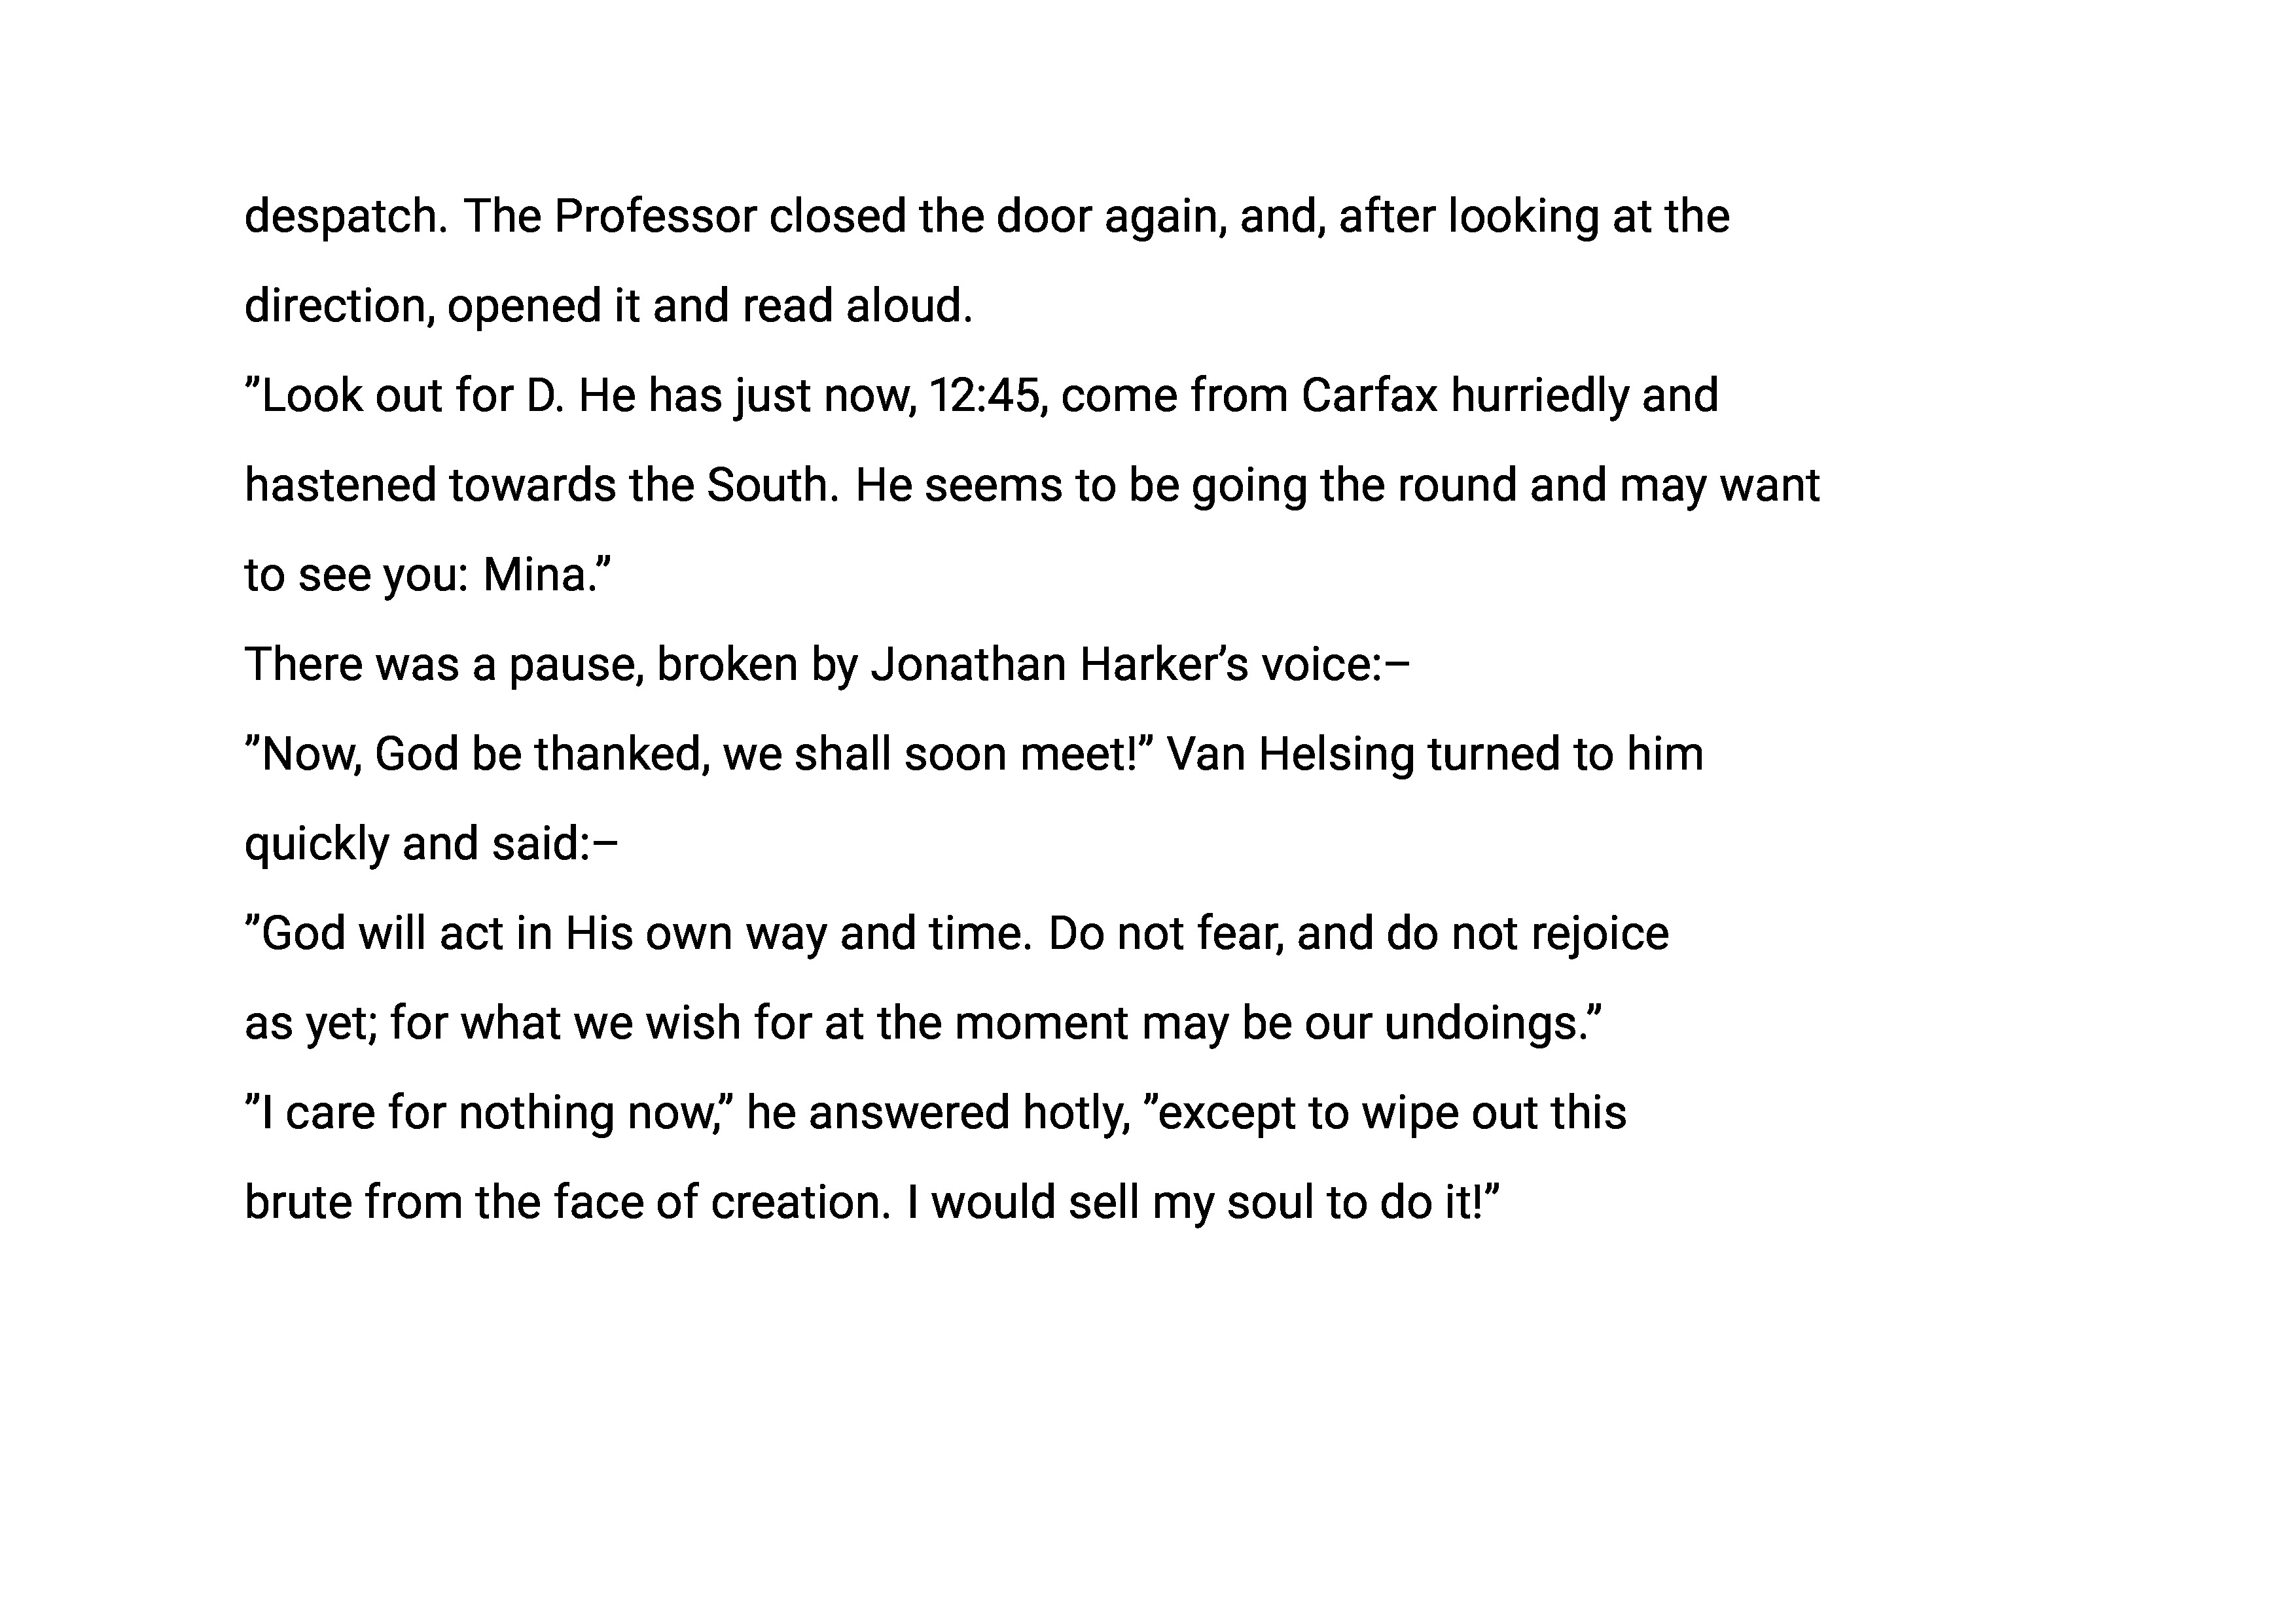 despatch. The Professor closed the door again, and, after looking at the
direction, opened it and read aloud.
”Look out for D. He has just now, 12:45, come from Carfax hurriedly and
hastened towards the South. He seems to be going the round and may want
to see you: Mina.”
There was a pause, broken by Jonathan Harker’s voice:–
”Now, God be thanked, we shall soon meet!” Van Helsing turned to him
quickly and said:–
”God will act in His own way and time. Do not fear, and do not rejoice
as yet; for what we wish for at the moment may be our undoings.”
”I care for nothing now,” he answered hotly, ”except to wipe out this
brute from the face of creation. I would sell my soul to do it!”